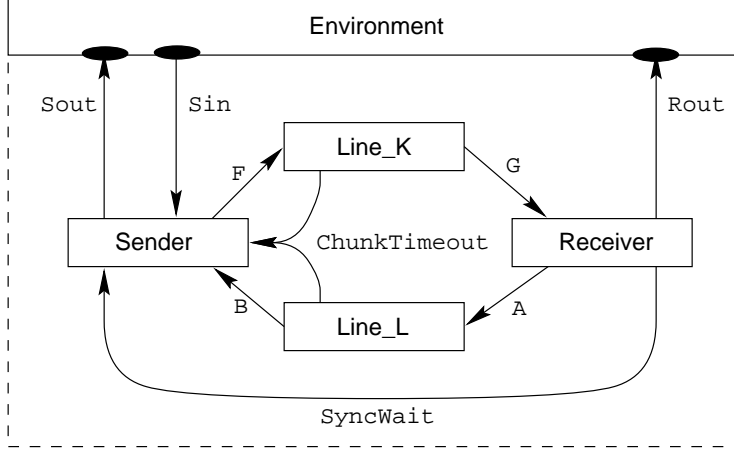 Environment
Sout
Sin
Rout
Line_K
F
G
Sender
ChunkTimeout
Receiver
B
Line_L
A
SyncWait